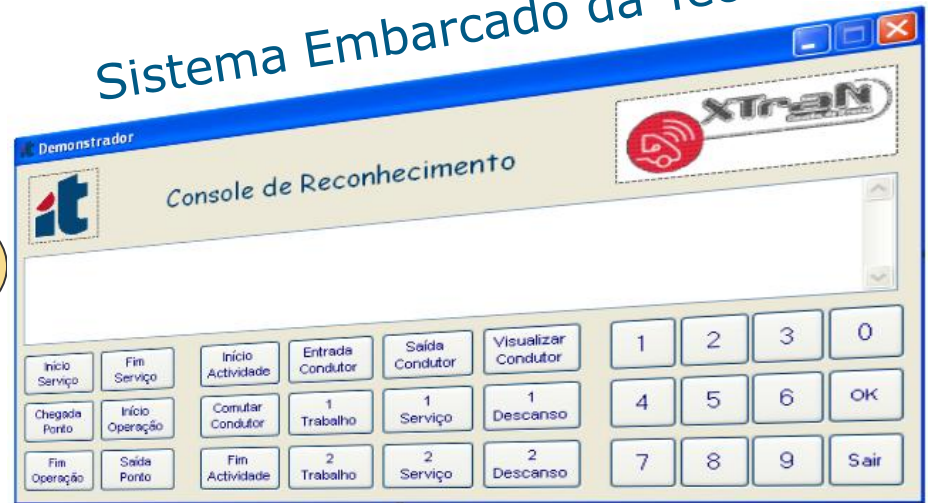 Sistema Embarcado da
Demonstrador
it
Console de Reconhecimento
XTraN
Início Serviço
Fim Serviço
Início Actividade
Entrada Condutor
Saída Condutor
Visualizar Condutor
1
2
3
0
Chegada Ponto
Início Operação
Comutar Condutor
1 Trabalho
1 Serviço
1 Descanso
4
5
6
OK
Fim Operação
Saída Ponto
Fim Actividade
2 Trabalho
2 Serviço
2 Descanso
7
8
9
Sair